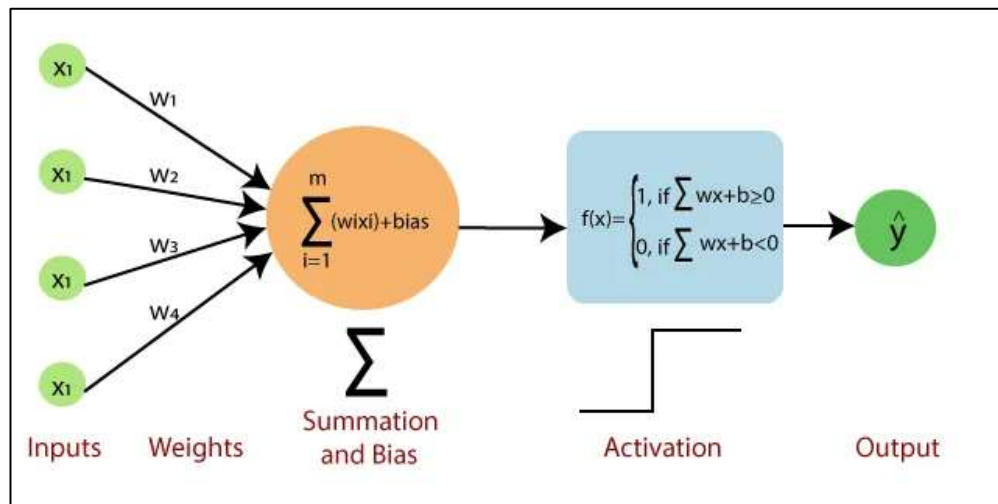 x1
x1
x1
x1
w1
w2
w3
w4
m
∑(wixi)+bias
i=1
f(x)={
1, if ∑ wx+b≥0
0, if ∑ wx+b<0
ŷ
∑
Inputs
Weights
Summation
and Bias
Activation
Output